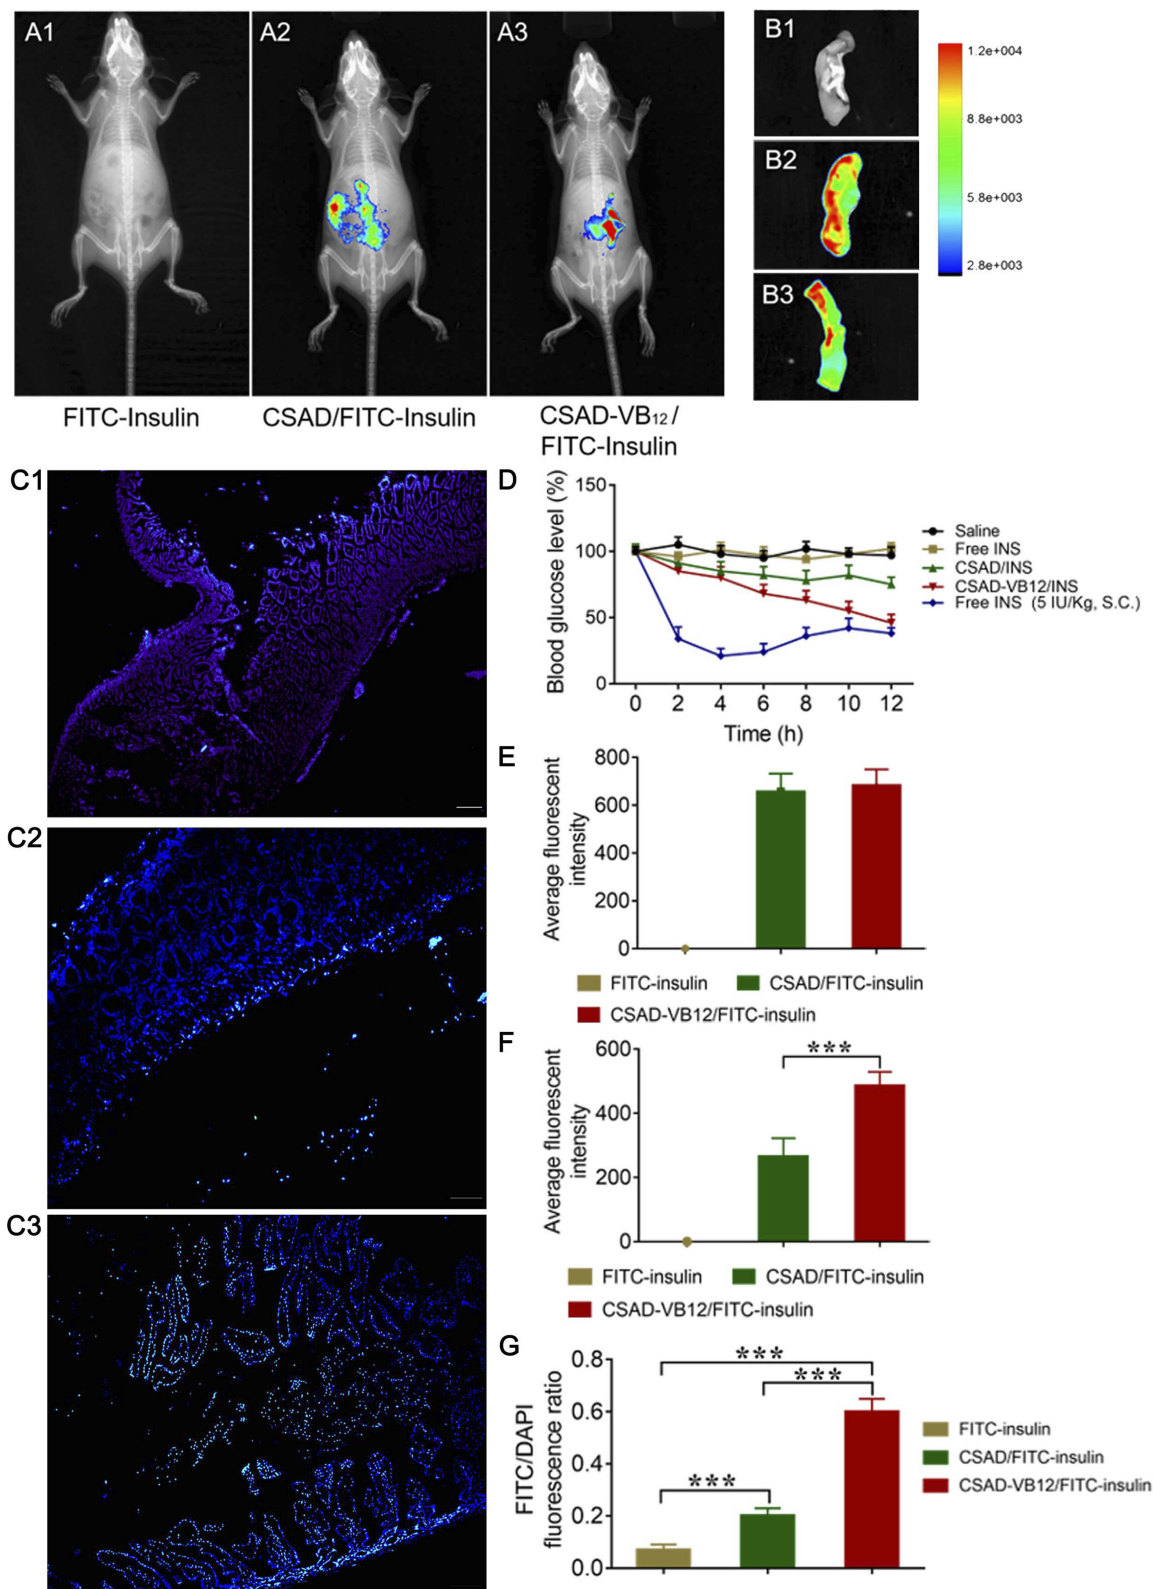 A1
A2
A3
B1
B2
B3
1.2e+004
8.8e+003
5.8e+003
2.8e+003
FITC-Insulin
CSAD/FITC-Insulin
CSAD-VB12 /
FITC-Insulin
C1
C2
C3
D
Blood glucose level (%)
150
100
50
0
0 2 4 6 8 10 12
Time (h)
Saline
Free INS
CSAD/INS
CSAD-VB12/INS
Free INS (5 IU/Kg, S.C.)
E
Average fluorescent
intensity
800
600
400
200
0
FITC-insulin
CSAD/FITC-insulin
CSAD-VB12/FITC-insulin
F
Average fluorescent
intensity
600
400
200
0
***
FITC-insulin
CSAD/FITC-insulin
CSAD-VB12/FITC-insulin
G
FITC/DAPI
fluorescence ratio
0.8
0.6
0.4
0.2
0.0
***
***
***
FITC-insulin
CSAD/FITC-insulin
CSAD-VB12/FITC-insulin